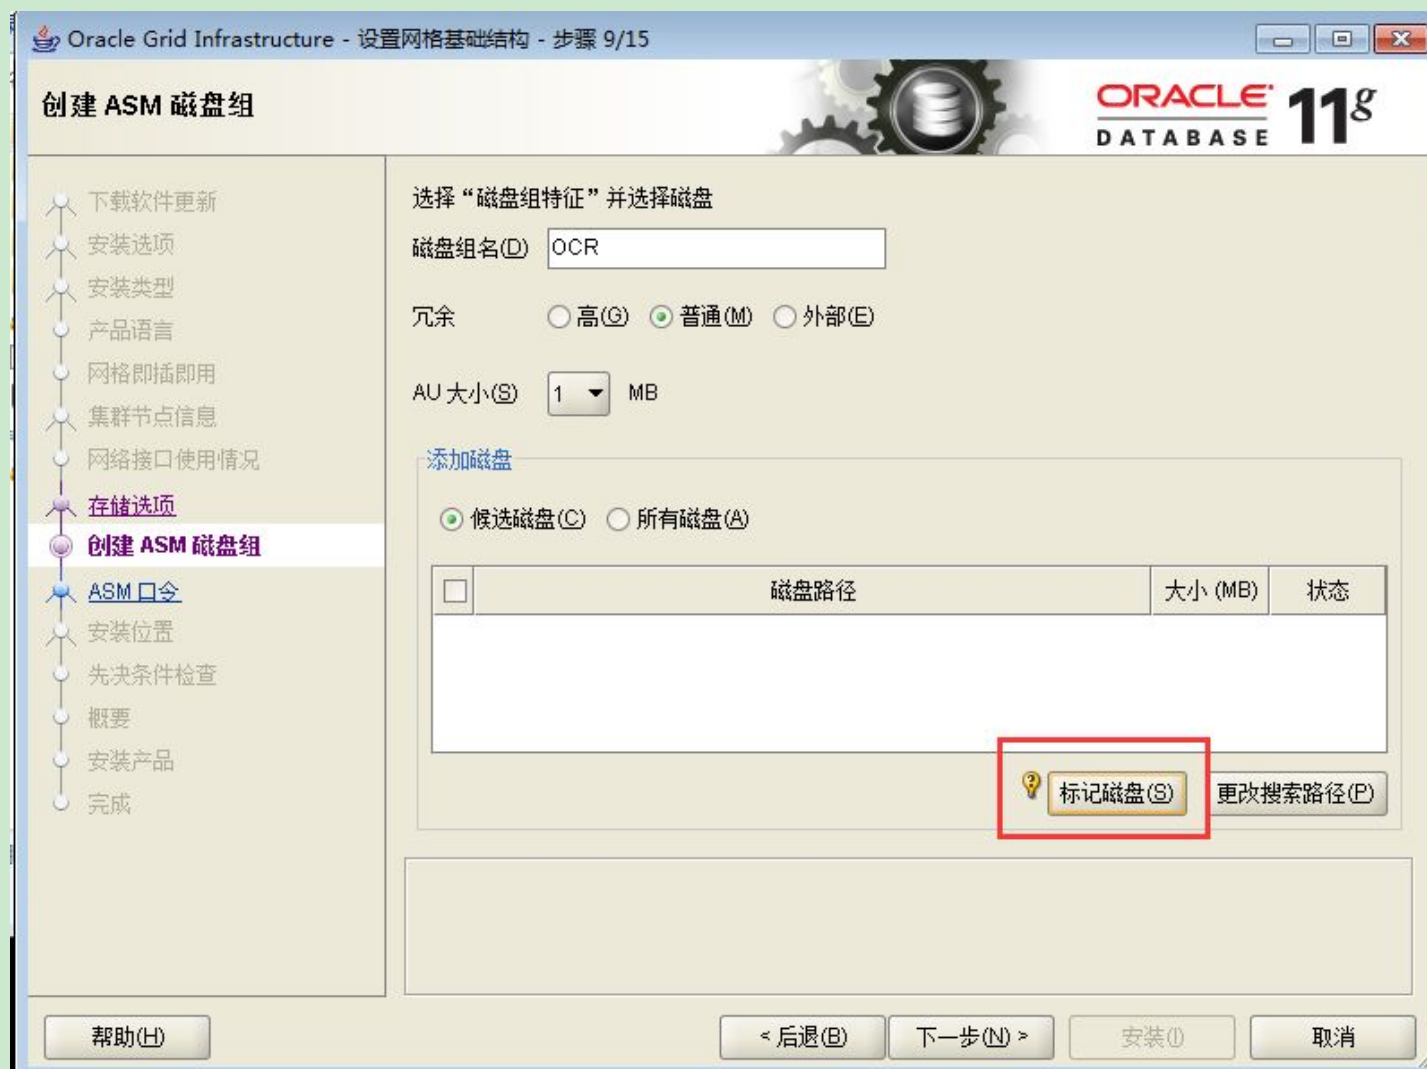 Oracle Grid Infrastructure - 设置网格基础结构 - 步骤 9/15
创建 ASM 磁盘组
ORACLE
DATABASE
11g
下载软件更新
安装选项
安装类型
产品语言
网格即插即用
集群节点信息
网络接口使用情况
存储选项
创建 ASM 磁盘组
ASM 口令
安装位置
先决条件检查
概要
安装产品
完成
选择“磁盘组特征”并选择磁盘
磁盘组名(D) OCR
冗余 高(G) 普通(M) 外部(E)
AU 大小(S) 1 MB
添加磁盘
候选磁盘(C) 所有磁盘(A)
磁盘路径 大小 (MB) 状态
标记磁盘(S) 更改搜索路径(P)
帮助(H) < 后退(B) 下一步(N) > 安装(I) 取消